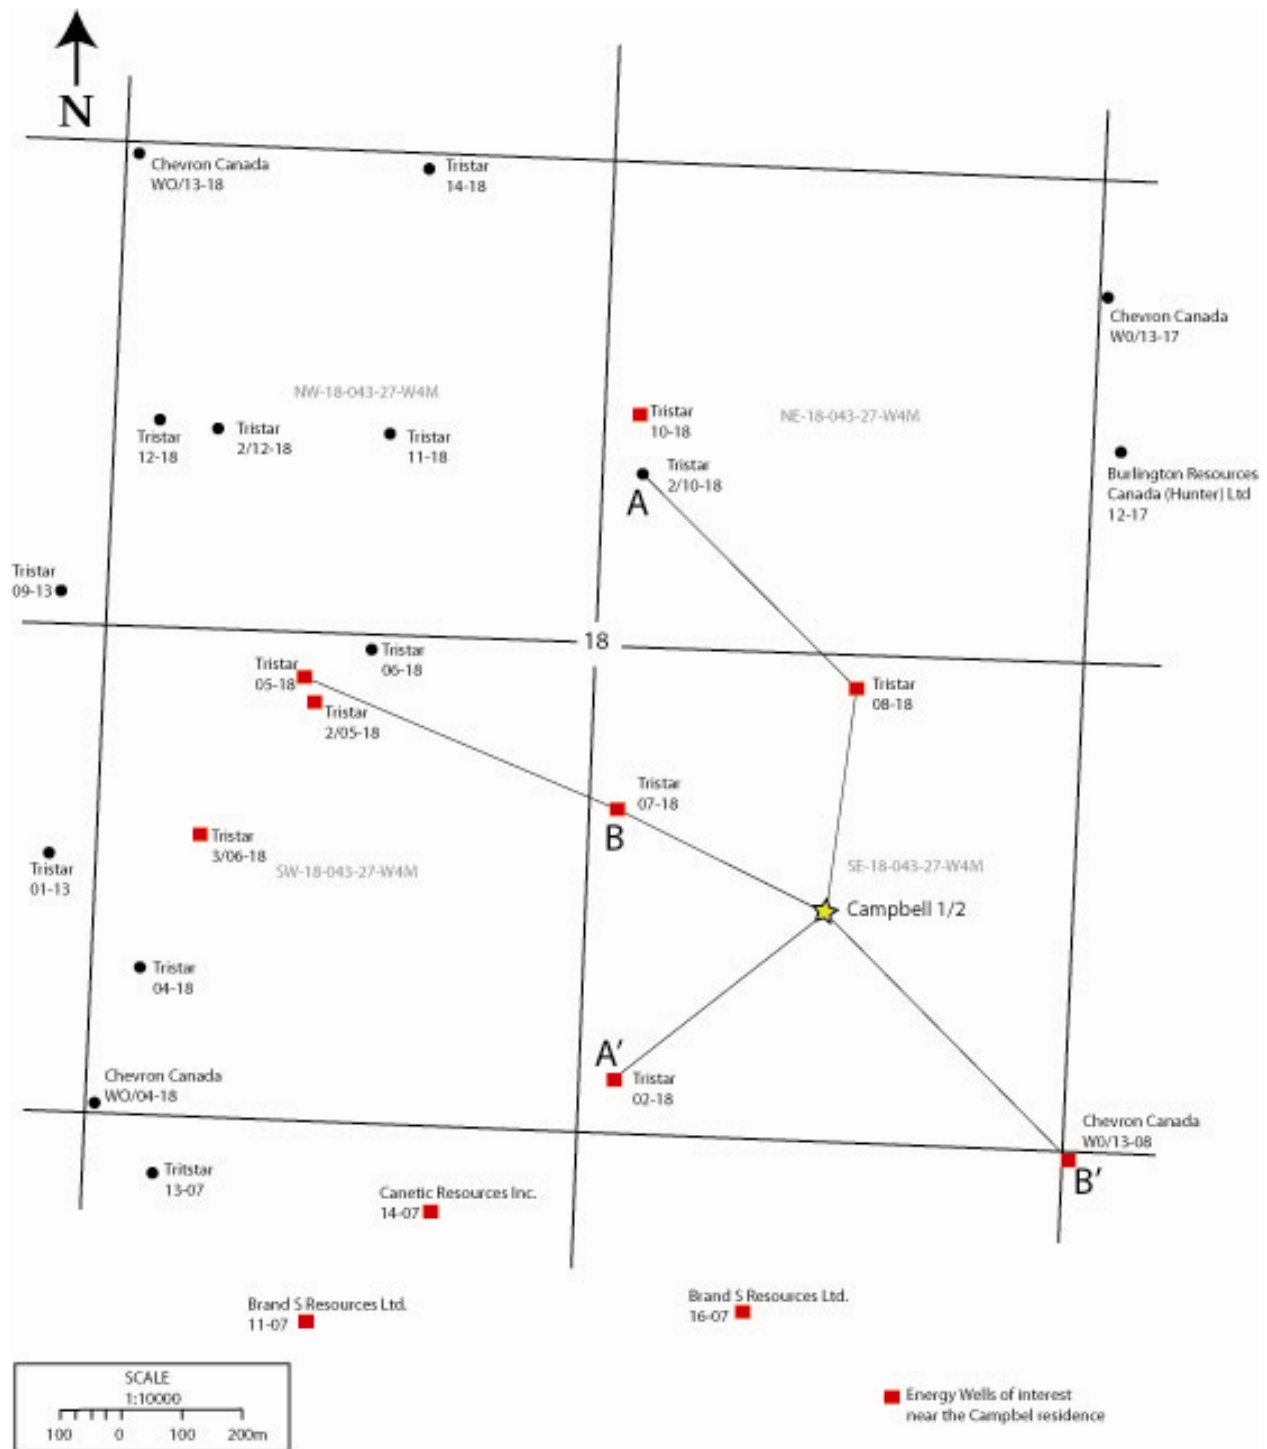 N
Chevron Canada
WO/13-18
Tristar
14-18
Chevron Canada
W0/13-17
NW-18-043-27-W4M
Tristar
10-18
NE-18-043-27-W4M
Tristar
12-18
Tristar
2/12-18
Tristar
11-18
Tristar
2/10-18
A
Burlington Resources
Canada (Hunter) Ltd
12-17
Tristar
09-13
18
Tristar
06-18
Tristar
05-18
Tristar
2/05-18
Tristar
08-18
Tristar
07-18
B
Tristar
3/06-18
SW-18-043-27-W4M
SE-18-043-27-W4M
Tristar
01-13
Campbell 1/2
Tristar
04-18
A'
Tristar
02-18
Chevron Canada
WO/04-18
Chevron Canada
W0/13-08
B'
Tritstar
13-07
Canetic Resources Inc.
14-07
Brand S Resources Ltd.
11-07
Brand S Resources Ltd.
16-07
SCALE
1:10000
100 0 100 200m
Energy Wells of interest
near the Campbel residence